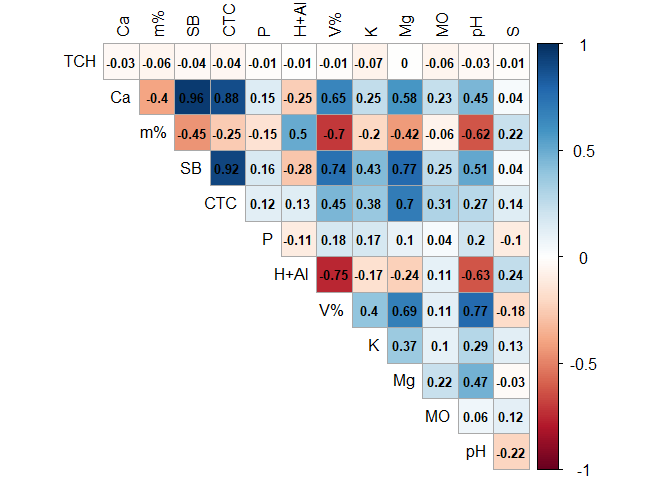 Ca m% SB CTC P H+Al V% K Mg MO pH S
TCH -0.03 -0.06 -0.04 -0.04 -0.01 -0.01 -0.01 -0.07 0 -0.06 -0.03 -0.01
Ca -0.4 0.96 0.88 0.15 -0.25 0.65 0.25 0.58 0.23 0.45 0.04
m% -0.45 -0.25 -0.15 0.5 -0.7 -0.2 -0.42 -0.06 -0.62 0.22
SB 0.92 0.16 -0.28 0.74 0.43 0.77 0.25 0.51 0.04
CTC 0.12 0.13 0.45 0.38 0.7 0.31 0.27 0.14
P -0.11 0.18 0.17 0.1 0.04 0.2 -0.1
H+Al -0.75 -0.17 -0.24 0.11 -0.63 0.24
V% 0.4 0.69 0.11 0.77 -0.18
K 0.37 0.1 0.29 0.13
Mg 0.22 0.47 -0.03
MO 0.06 0.12
pH -0.22
1
0.5
0
-0.5
-1